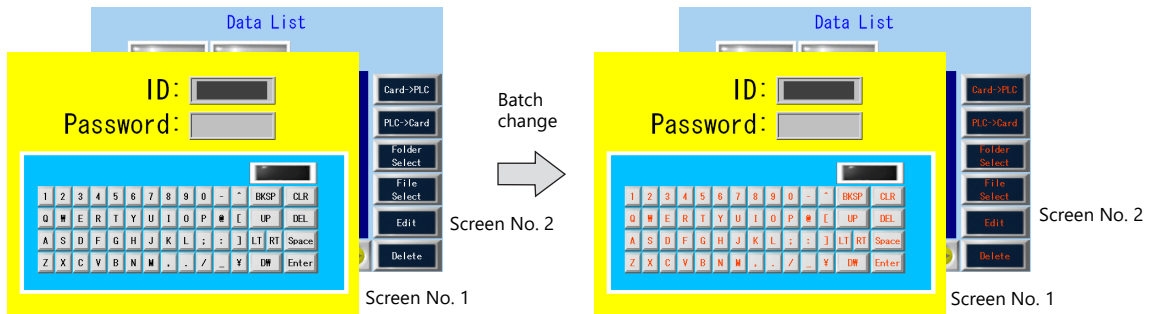 Data List
ID:
Password:
1 2 3 4 5 6 7 8 9 0 - ^ BKSP CLR
Q W E R T Y U I O P @ [ UP DEL
A S D F G H J K L ; : ] LT RT Space
Z X C V B N M , . / _ ¥ DW Enter
Card->PLC
PLC->Card
Folder
Select
File
Select
Edit
Delete
Screen No. 2
Screen No. 1
Batch
change
Data List
ID:
Password:
1 2 3 4 5 6 7 8 9 0 - ^ BKSP CLR
Q W E R T Y U I O P @ [ UP DEL
A S D F G H J K L ; : ] LT RT Space
Z X C V B N M , . / _ ¥ DW Enter
Card->PLC
PLC->Card
Folder
Select
File
Select
Edit
Delete
Screen No. 2
Screen No. 1